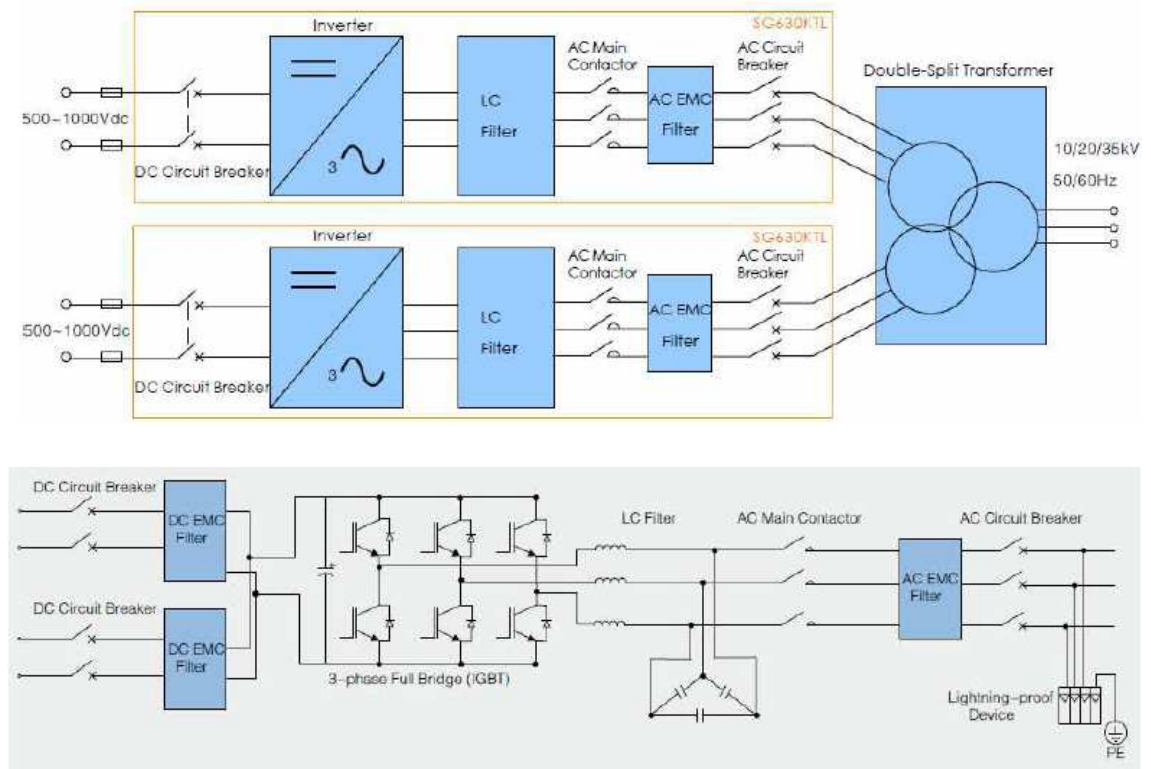 SG630KTL
Inverter
AC Main
Contactor
AC Circuit
Breaker
Double-Split Transformer
LC
Filter
AC EMC
Filter
500~1000Vdc
DC Circuit Breaker
3
10/20/35kV
50/60Hz
SG630KTL
Inverter
AC Main
Contactor
AC Circuit
Breaker
LC
Filter
AC EMC
Filter
500~1000Vdc
DC Circuit Breaker
3
DC Circuit Breaker
DC EMC
Filter
LC Filter
AC Main Contactor
AC Circuit Breaker
AC EMC
Filter
DC Circuit Breaker
DC EMC
Filter
3-phase Full Bridge (IGBT)
+
Lightning-proof
Device
PE